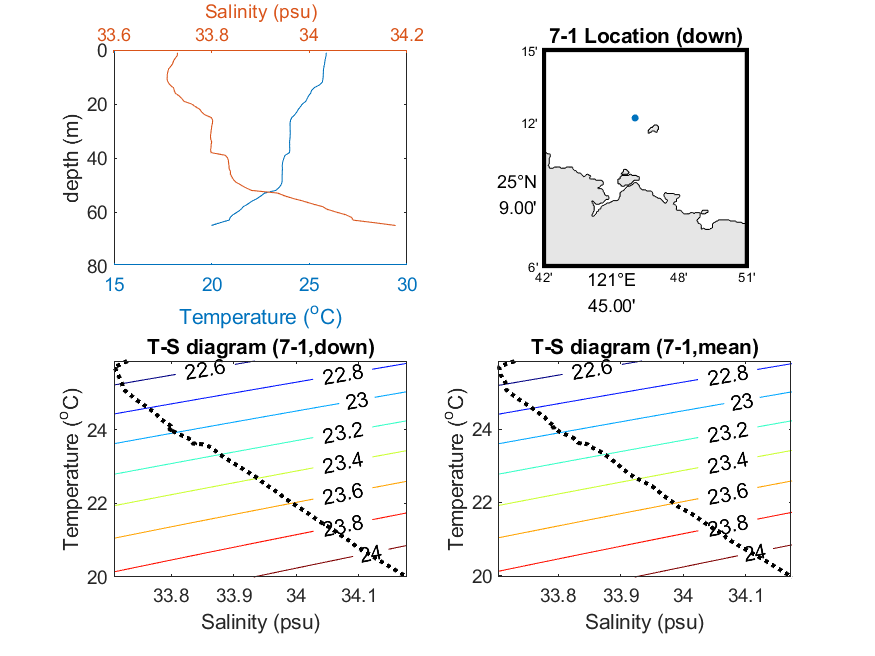 Salinity (psu)
33.6 33.8 34 34.2
0
20
40
60
80
depth (m)
15 20 25 30
Temperature (°C)
7-1 Location (down)
15'
12'
25°N
9.00'
6'
42' 121°E 48' 51'
45.00'
T-S diagram (7-1,down)
22.6
22.8
23
23.2
23.4
23.6
23.8
24
24
22
20
Temperature (°C)
33.8 33.9 34 34.1
Salinity (psu)
T-S diagram (7-1,mean)
22.6
22.8
23
23.2
23.4
23.6
23.8
24
24
22
20
Temperature (°C)
33.8 33.9 34 34.1
Salinity (psu)